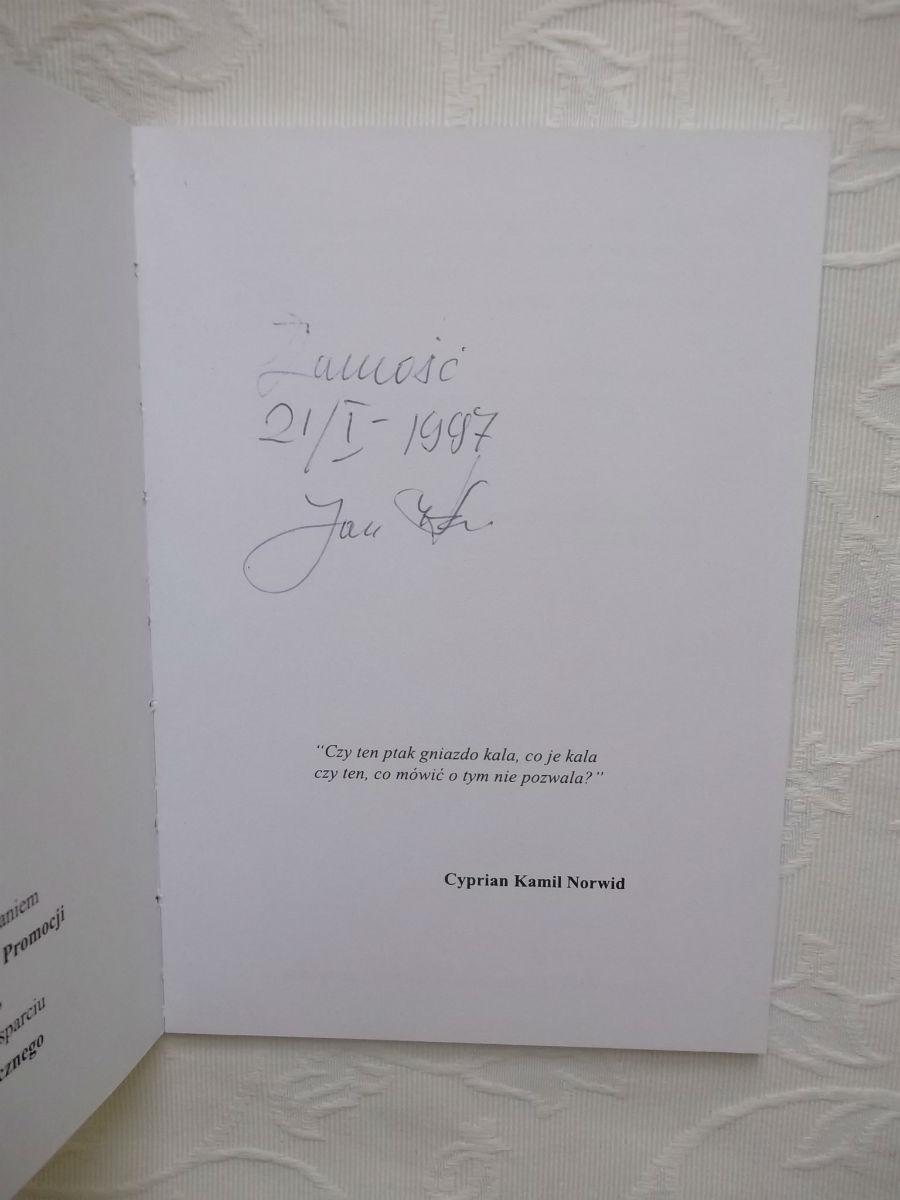 aniem
Promocji
sparciu
cznego
Zamość
21/I - 1997
Jan
"Czy ten ptak gniazdo kala, co je kala
czy ten, co mówić o tym nie pozwala?"
Cyprian Kamil Norwid